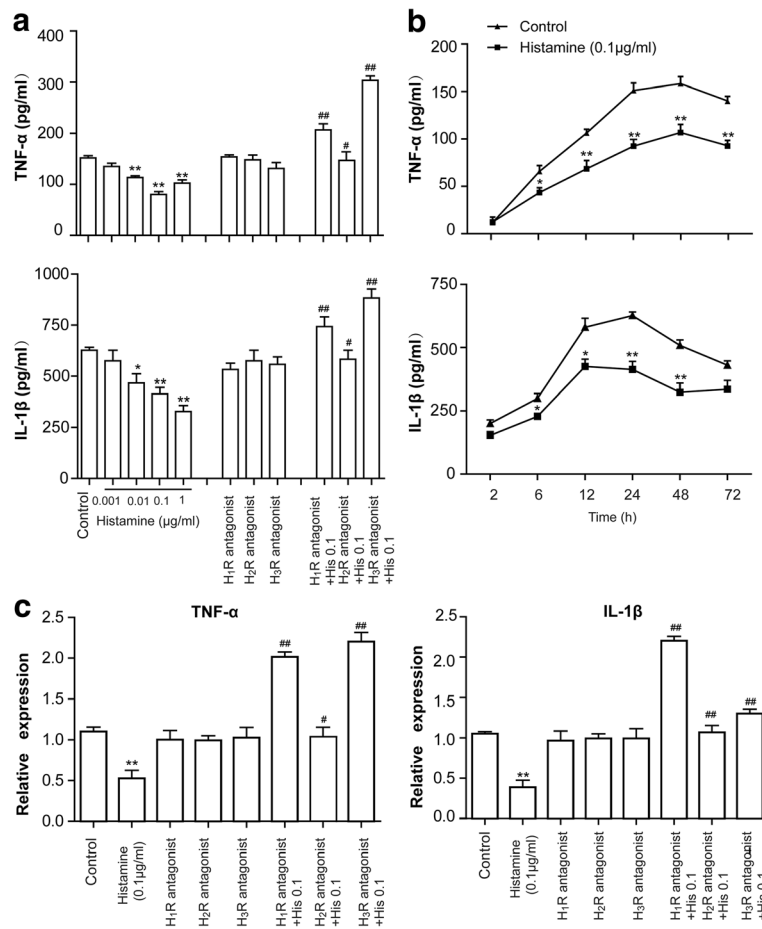 a
TNF-α (pg/ml)
400
300
200
100
0
**
**
**
##
#
##
IL-1β (pg/ml)
1000
750
500
250
0
*
**
**
##
#
##
Control
0.001 0.01 0.1 1
Histamine (μg/ml)
H1R antagonist
H2R antagonist
H3R antagonist
H1R antagonist
+His 0.1
H2R antagonist
+His 0.1
H3R antagonist
+His 0.1
b
Control
Histamine (0.1μg/ml)
TNF-α (pg/ml)
200
150
100
50
0
*
**
**
**
**
IL-1β (pg/ml)
750
500
250
0
*
*
**
**
2 6 12 24 48 72
Time (h)
c
TNF-α
Relative expression
2.5
2.0
1.5
1.0
0.5
0.0
**
##
#
##
Control
Histamine
(0.1μg/ml)
H1R antagonist
H2R antagonist
H3R antagonist
H1R antagonist
+His 0.1
H2R antagonist
+His 0.1
H3R antagonist
+His 0.1
IL-1β
Relative expression
2.5
2.0
1.5
1.0
0.5
0.0
**
##
##
##
Control
Histamine
(0.1μg/ml)
H1R antagonist
H2R antagonist
H3R antagonist
H1R antagonist
+His 0.1
H2R antagonist
+His 0.1
H3R antagonist
+His 0.1